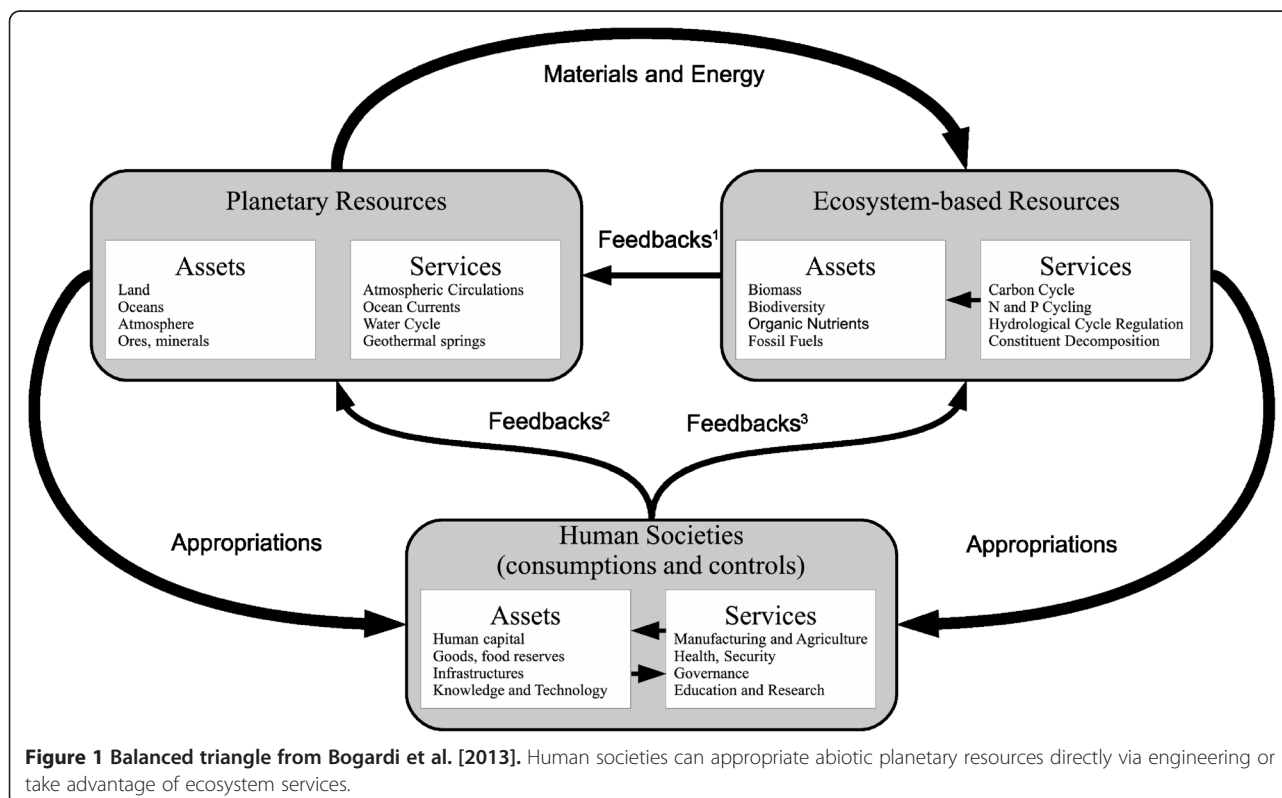 Materials and Energy
Planetary Resources
Assets
Land
Oceans
Atmosphere
Ores, minerals
Services
Atmospheric Circulations
Ocean Currents
Water Cycle
Geothermal springs
Feedbacks¹
Ecosystem-based Resources
Assets
Biomass
Biodiversity
Organic Nutrients
Fossil Fuels
Services
Carbon Cycle
N and P Cycling
Hydrological Cycle Regulation
Constituent Decomposition
Feedbacks²
Feedbacks³
Appropriations
Appropriations
Human Societies
(consumptions and controls)
Assets
Human capital
Goods, food reserves
Infrastructures
Knowledge and Technology
Services
Manufacturing and Agriculture
Health, Security
Governance
Education and Research
Figure 1 Balanced triangle from Bogardi et al. [2013]. Human societies can appropriate abiotic planetary resources directly via engineering or
take advantage of ecosystem services.